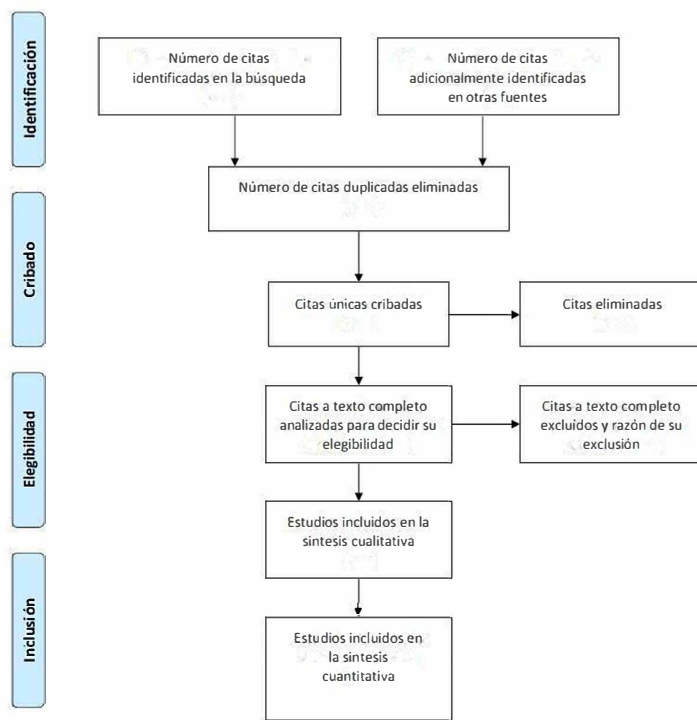 Identificación
Número de citas
identificadas en la búsqueda
Número de citas
adicionalmente identificadas
en otras fuentes
Número de citas duplicadas eliminadas
Cribado
Citas únicas cribadas
Citas eliminadas
Elegibilidad
Citas a texto completo
analizadas para decidir su
elegibilidad
Citas a texto completo
excluídos y razón de su
exclusión
Estudios incluidos en la
síntesis cualitativa
Inclusión
Estudios incluidos en
la síntesis
cuantitativa